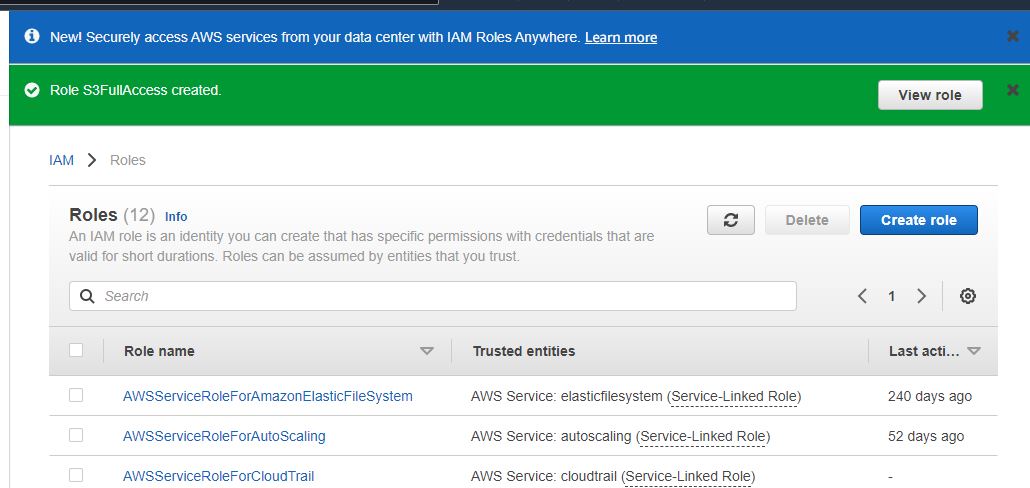 New! Securely access AWS services from your data center with IAM Roles Anywhere. Learn more
Role S3FullAccess created.
View role
IAM
Roles
Roles (12) Info
An IAM role is an identity you can create that has specific permissions with credentials that are
valid for short durations. Roles can be assumed by entities that you trust.
Delete
Create role
Search
1
Role name
Trusted entities
Last acti...
AWSServiceRoleForAmazonElasticFileSystem
AWS Service: elasticfilesystem (Service-Linked Role)
240 days ago
AWSServiceRoleForAutoScaling
AWS Service: autoscaling (Service-Linked Role)
52 days ago
AWSServiceRoleForCloudTrail
AWS Service: cloudtrail (Service-Linked Role)
-